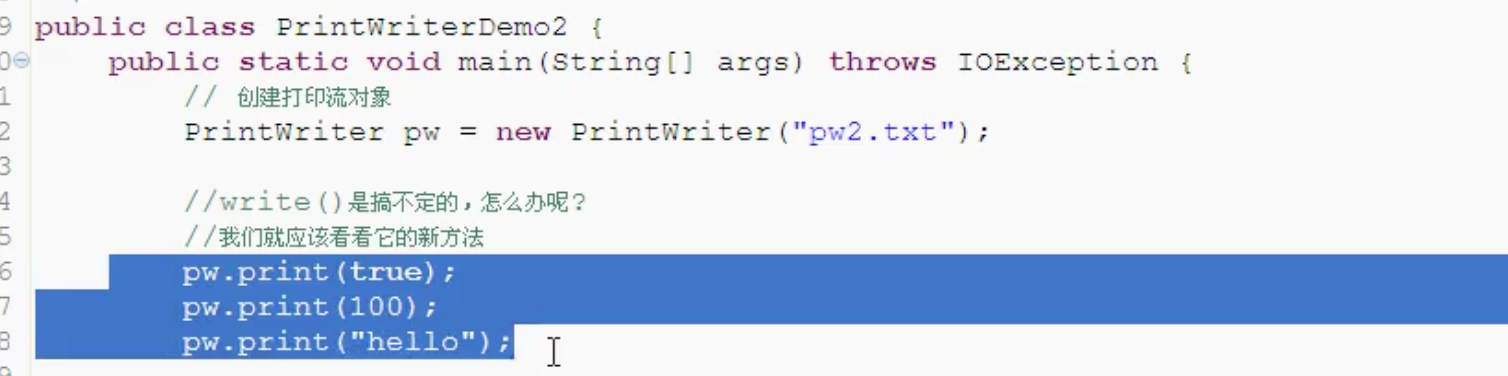 9 public class PrintWriterDemo2 {
0 public static void main(String[] args) throws IOException {
1 // 创建打印流对象
2 PrintWriter pw = new PrintWriter("pw2.txt");
3
4 //write()是搞不定的，怎么办呢？
5 //我们就应该看看它的新方法
6 pw.print(true);
7 pw.print(100);
8 pw.print("hello");